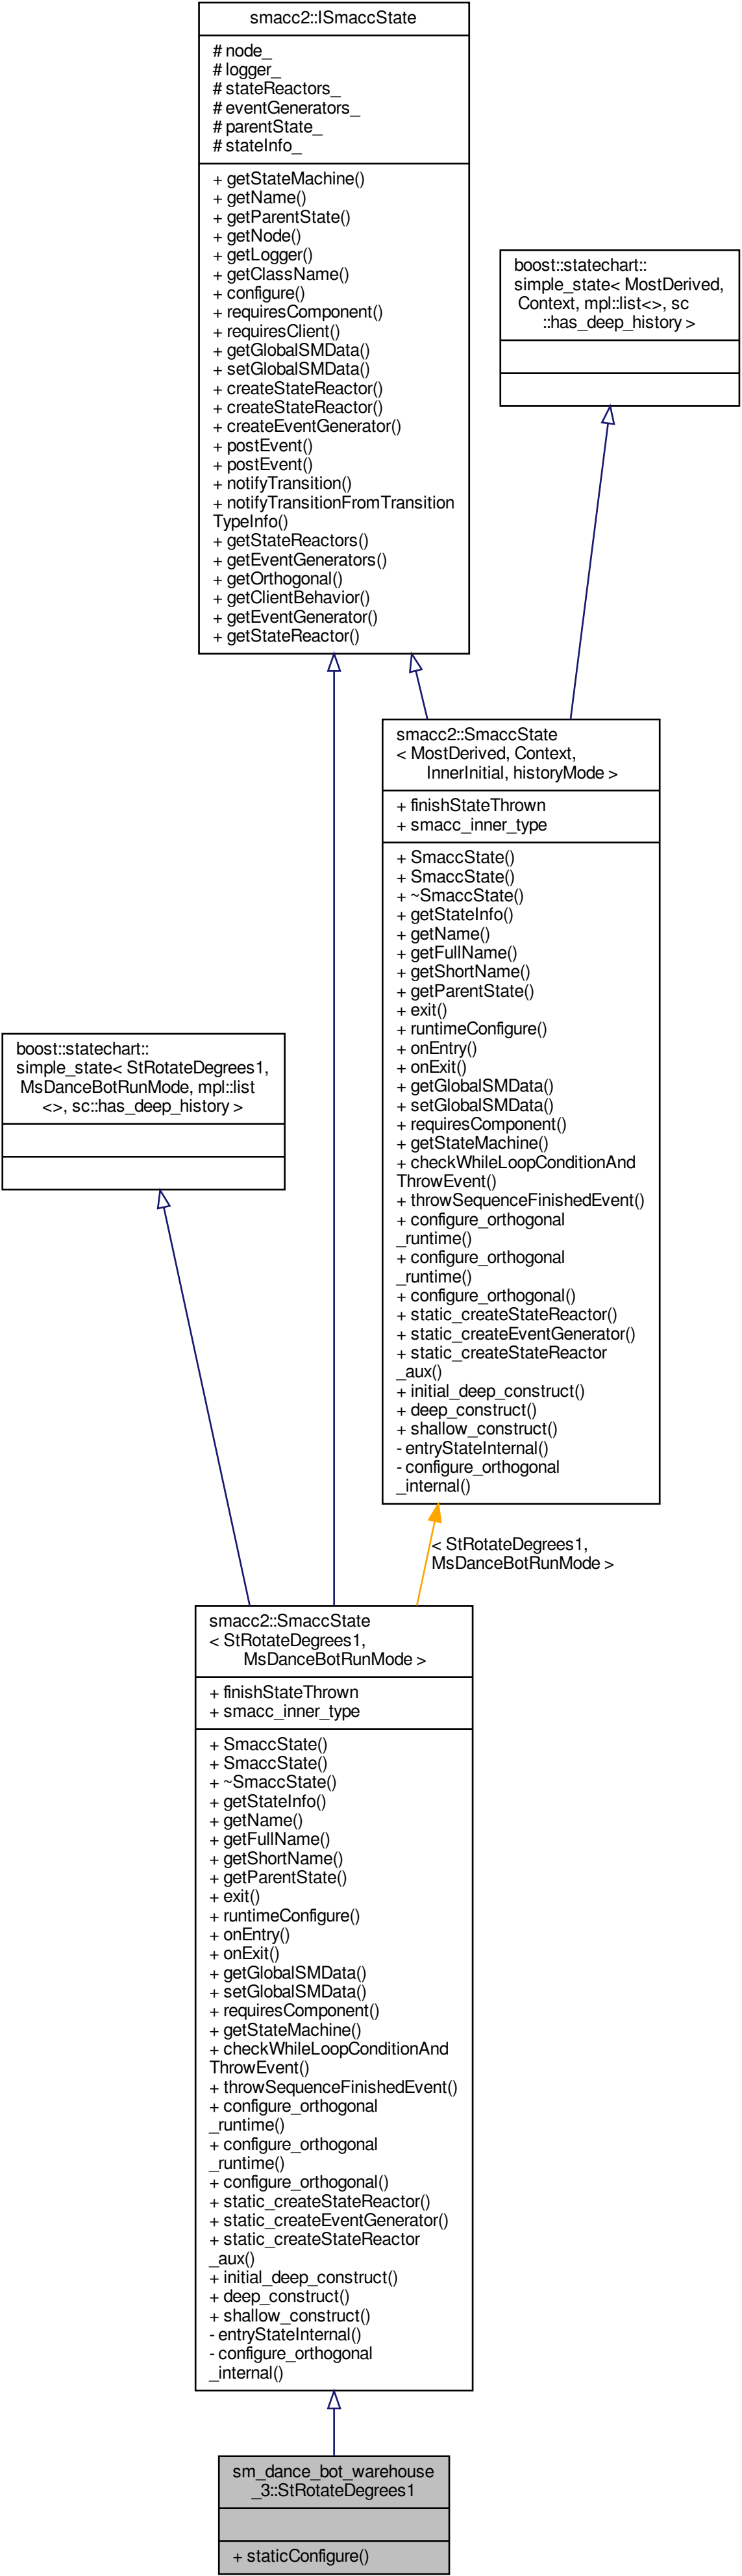 smacc2::ISmaccState
# node_
# logger_
# stateReactors_
# eventGenerators_
# parentState_
# stateInfo_
+ getStateMachine()
+ getName()
+ getParentState()
+ getNode()
+ getLogger()
+ getClassName()
+ configure()
+ requiresComponent()
+ requiresClient()
+ getGlobalSMData()
+ setGlobalSMData()
+ createStateReactor()
+ createStateReactor()
+ createEventGenerator()
+ postEvent()
+ postEvent()
+ notifyTransition()
+ notifyTransitionFromTransition
TypeInfo()
+ getStateReactors()
+ getEventGenerators()
+ getOrthogonal()
+ getClientBehavior()
+ getEventGenerator()
+ getStateReactor()
boost::statechart::
simple_state< MostDerived,
Context, mpl::list<>, sc
::has_deep_history >
smacc2::SmaccState
< MostDerived, Context,
InnerInitial, historyMode >
+ finishStateThrown
+ smacc_inner_type
+ SmaccState()
+ SmaccState()
+ ~SmaccState()
+ getStateInfo()
+ getName()
+ getFullName()
+ getShortName()
+ getParentState()
+ exit()
+ runtimeConfigure()
+ onEntry()
+ onExit()
+ getGlobalSMData()
+ setGlobalSMData()
+ requiresComponent()
+ getStateMachine()
+ checkWhileLoopConditionAnd
ThrowEvent()
+ throwSequenceFinishedEvent()
+ configure_orthogonal
_runtime()
+ configure_orthogonal
_runtime()
+ configure_orthogonal()
+ static_createStateReactor()
+ static_createEventGenerator()
+ static_createStateReactor
_aux()
+ initial_deep_construct()
+ deep_construct()
+ shallow_construct()
- entryStateInternal()
- configure_orthogonal
_internal()
boost::statechart::
simple_state< StRotateDegrees1,
MsDanceBotRunMode, mpl::list
<>, sc::has_deep_history >
< StRotateDegrees1,
MsDanceBotRunMode >
smacc2::SmaccState
< StRotateDegrees1,
MsDanceBotRunMode >
+ finishStateThrown
+ smacc_inner_type
+ SmaccState()
+ SmaccState()
+ ~SmaccState()
+ getStateInfo()
+ getName()
+ getFullName()
+ getShortName()
+ getParentState()
+ exit()
+ runtimeConfigure()
+ onEntry()
+ onExit()
+ getGlobalSMData()
+ setGlobalSMData()
+ requiresComponent()
+ getStateMachine()
+ checkWhileLoopConditionAnd
ThrowEvent()
+ throwSequenceFinishedEvent()
+ configure_orthogonal
_runtime()
+ configure_orthogonal
_runtime()
+ configure_orthogonal()
+ static_createStateReactor()
+ static_createEventGenerator()
+ static_createStateReactor
_aux()
+ initial_deep_construct()
+ deep_construct()
+ shallow_construct()
- entryStateInternal()
- configure_orthogonal
_internal()
sm_dance_bot_warehouse
_3::StRotateDegrees1
+ staticConfigure()